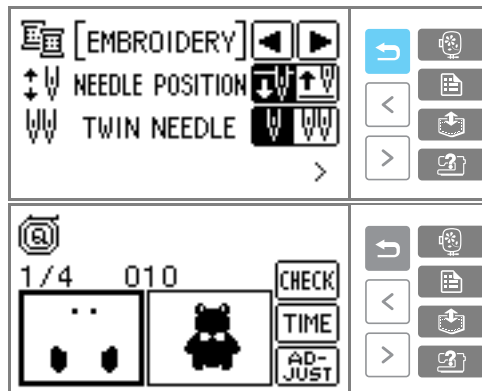 [EMBROIDERY]
NEEDLE POSITION
TWIN NEEDLE
>
<
>
1/4 010
CHECK
TIME
AD-
JUST
<
>